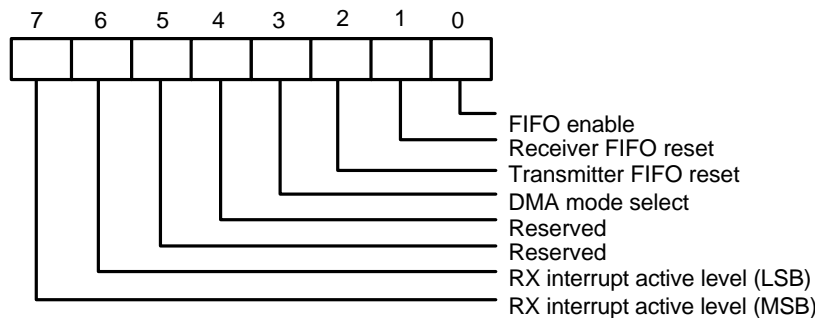 7 6 5 4 3 2 1 0
FIFO enable
Receiver FIFO reset
Transmitter FIFO reset
DMA mode select
Reserved
Reserved
RX interrupt active level (LSB)
RX interrupt active level (MSB)